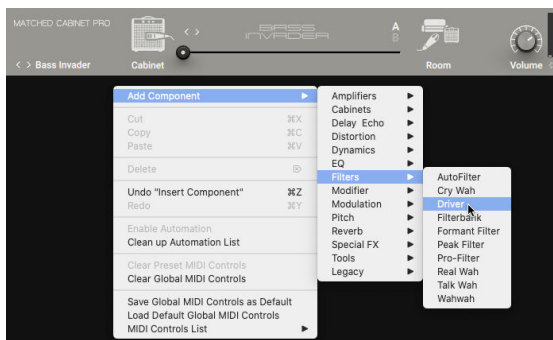 MATCHED CABINET PRO
BASS INVADER
A
B
< > Bass Invader
Cabinet
Room
Volume
Add Component
Cut ⌘X
Copy ⌘C
Paste ⌘V
Delete
Undo "Insert Component" ⌘Z
Redo ⌘Y
Enable Automation
Clean up Automation List
Clear Preset MIDI Controls
Clear Global MIDI Controls
Save Global MIDI Controls as Default
Load Default Global MIDI Controls
MIDI Controls List
Amplifiers
Cabinets
Delay Echo
Distortion
Dynamics
EQ
Filters
Modifier
Modulation
Pitch
Reverb
Special FX
Tools
Legacy
AutoFilter
Cry Wah
Driver
Filterbank
Formant Filter
Peak Filter
Pro-Filter
Real Wah
Talk Wah
Wahwah